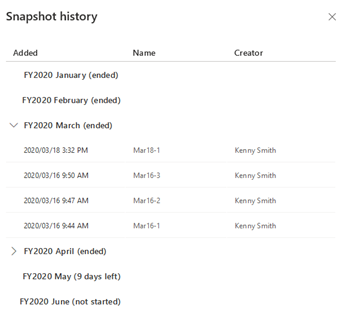 Snapshot history
Added Name Creator
FY2020 January (ended)
FY2020 February (ended)
FY2020 March (ended)
2020/03/18 3:32 PM Mar18-1 Kenny Smith
2020/03/16 9:50 AM Mar16-3 Kenny Smith
2020/03/16 9:47 AM Mar16-2 Kenny Smith
2020/03/16 9:44 AM Mar16-1 Kenny Smith
FY2020 April (ended)
FY2020 May (9 days left)
FY2020 June (not started)